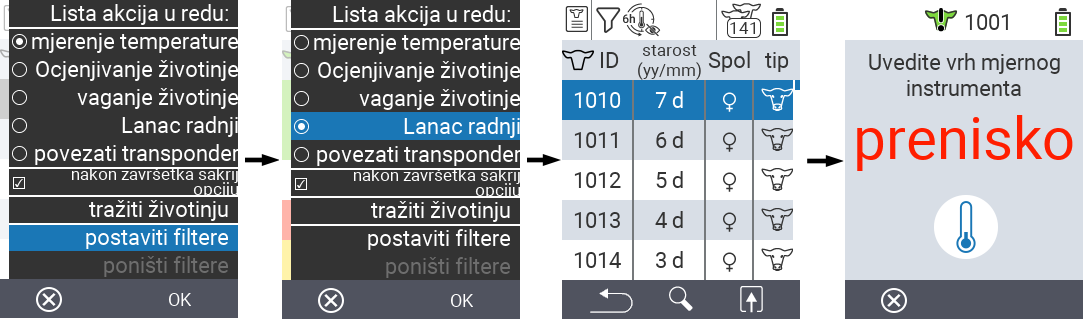 Lista akcija u redu:
mjerenje temperature
Ocjenjivanje životinje
vaganje životinje
Lanac radnji
povezati transponder
nakon završetka sakrij
opciju
tražiti životinju
postaviti filtere
poništi filtere
OK
Lista akcija u redu:
mjerenje temperature
Ocjenjivanje životinje
vaganje životinje
Lanac radnji
povezati transponder
nakon završetka sakrij
opciju
tražiti životinju
postaviti filtere
poništi filtere
OK
6h
141
ID starost (yy/mm) Spol tip
1010 7 d ♀
1011 6 d ♀
1012 5 d ♀
1013 4 d ♀
1014 3 d ♀
1001
Uvedite vrh mjernog
instrumenta
prenisko